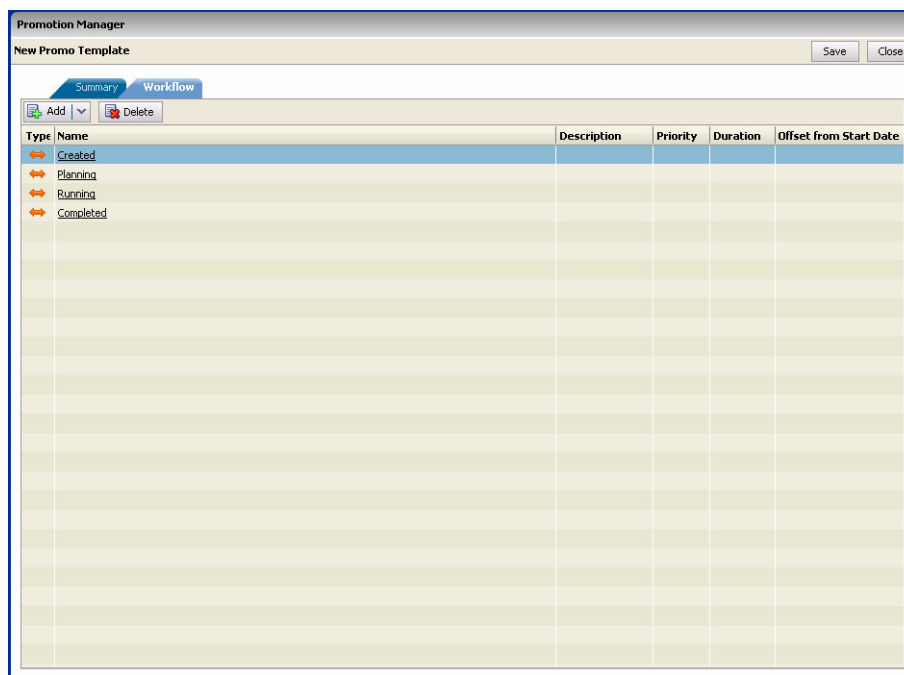 Promotion Manager
New Promo Template Save Close
Summary Workflow
Add Delete
Type Name Description Priority Duration Offset from Start Date
Created
Planning
Running
Completed